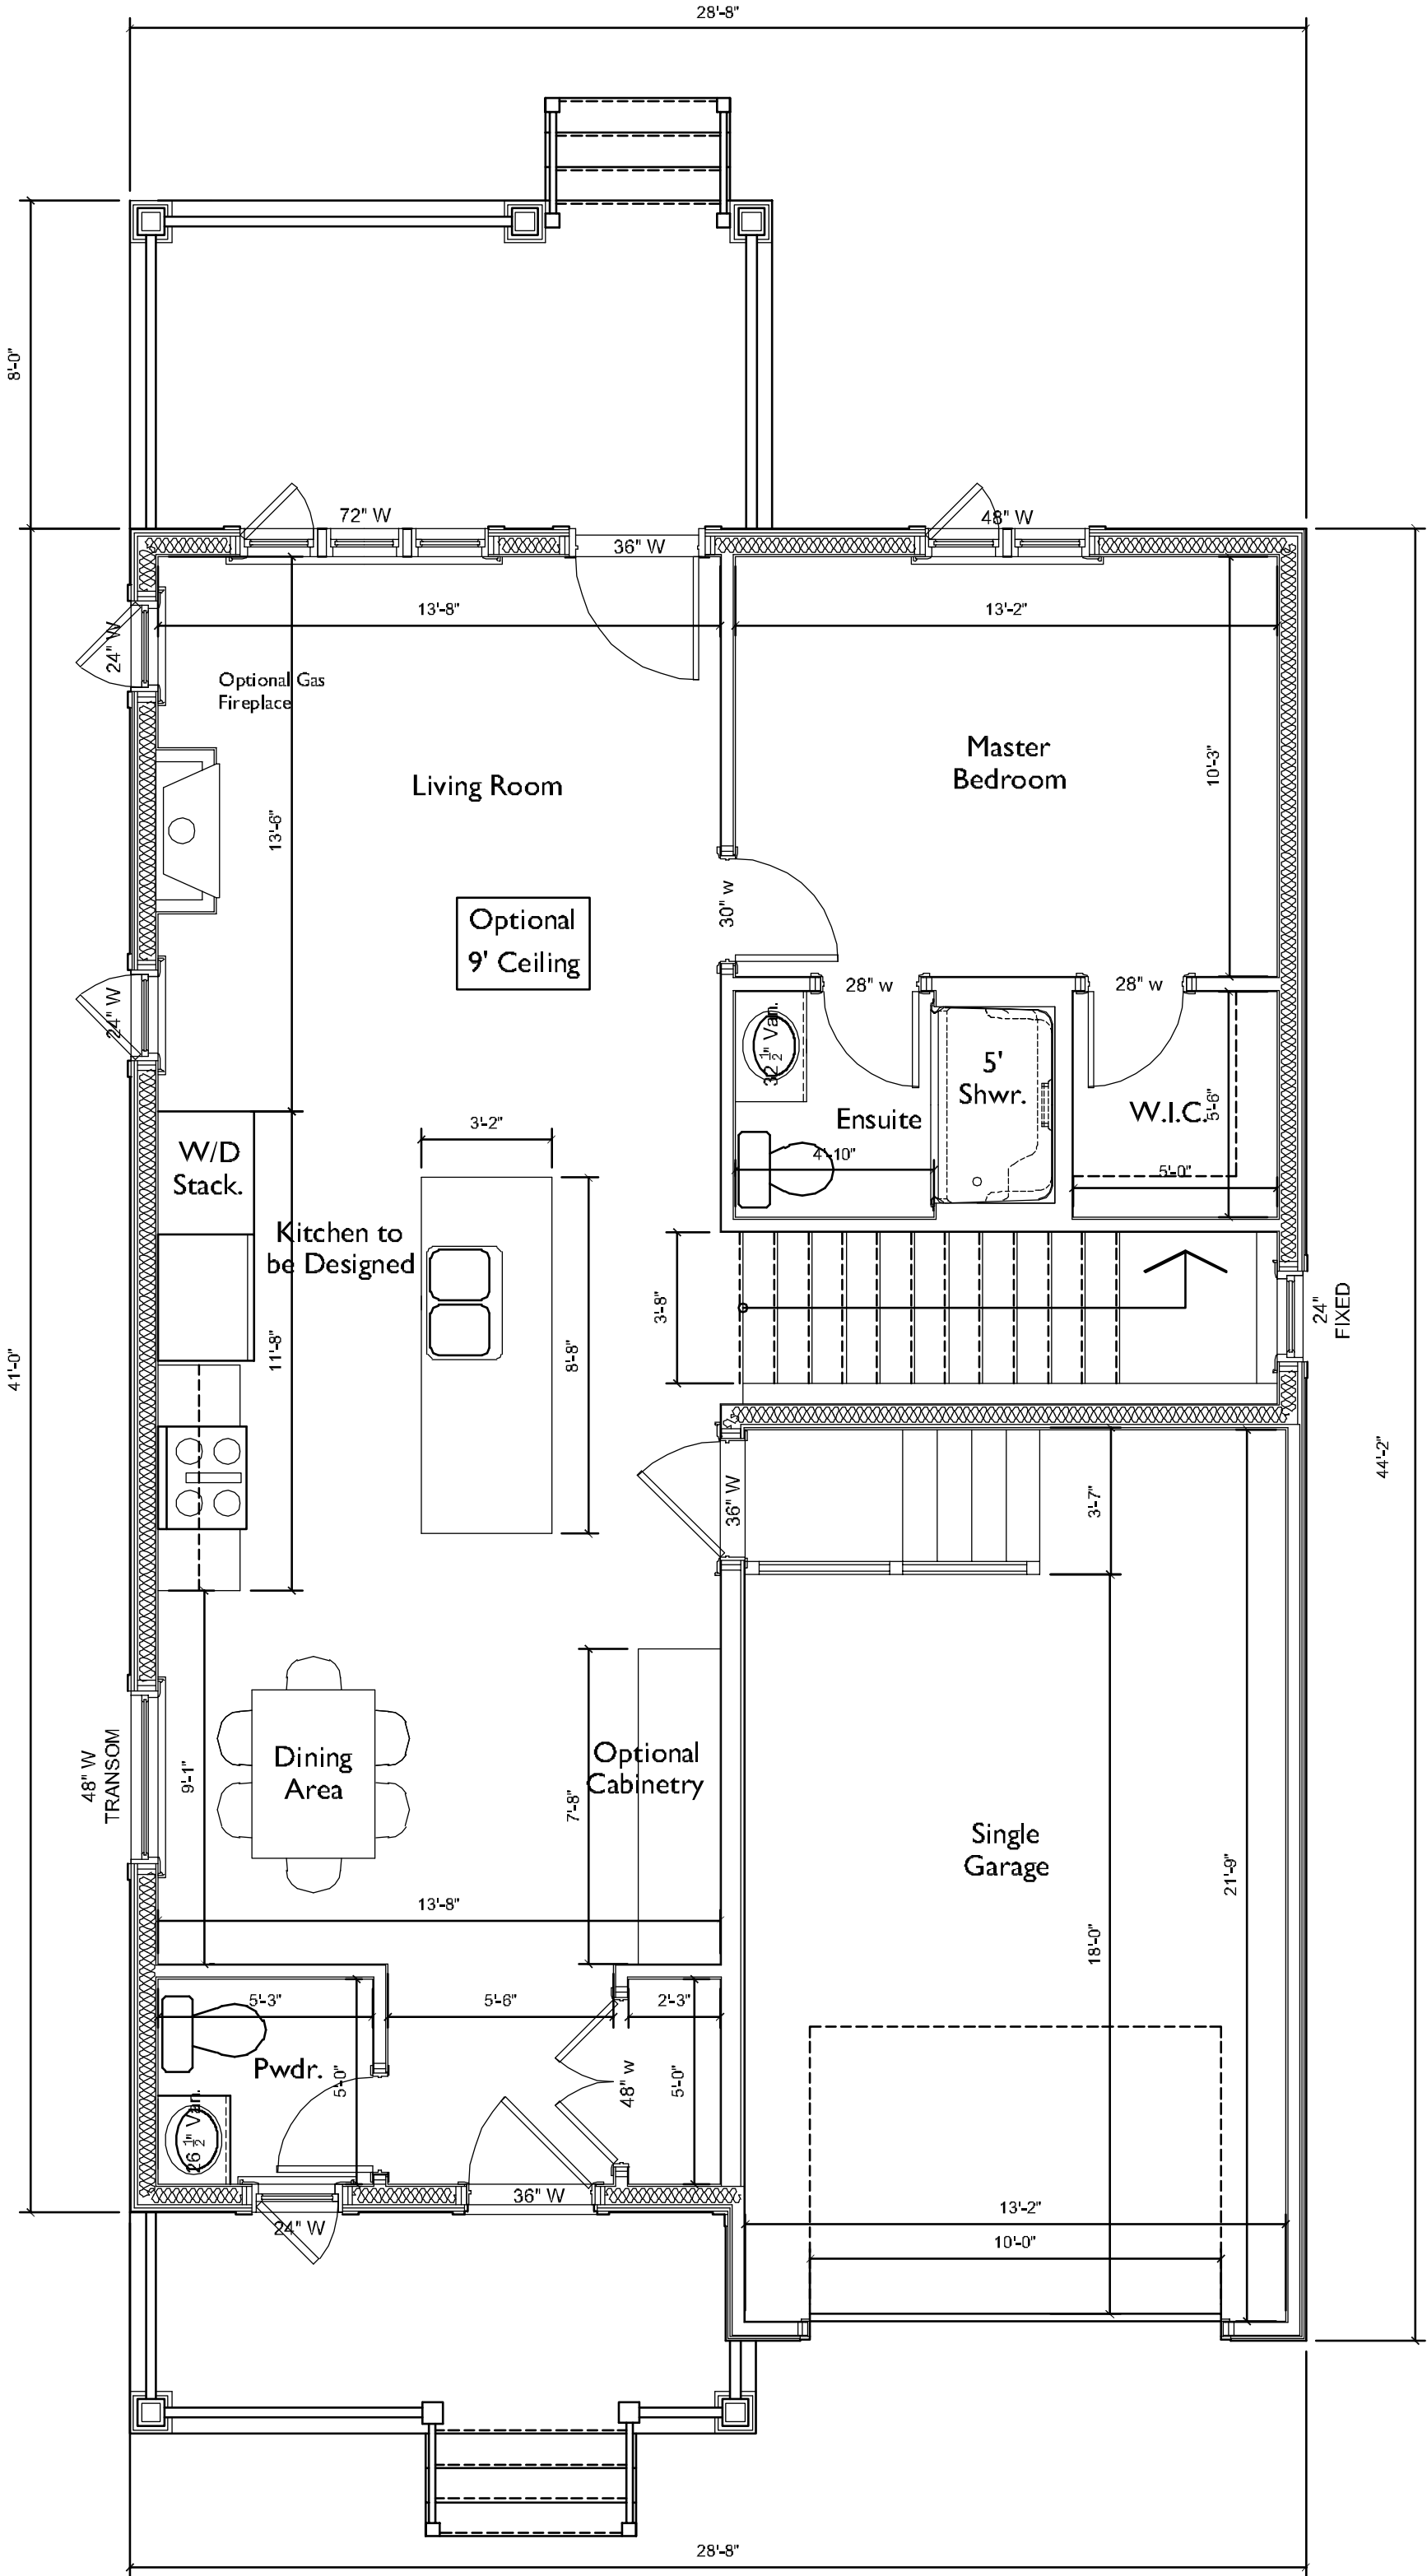 28'-8"
8'-0"
72" W
48" W
36" W
13'-8"
13'-2"
24" W
Optional Gas
Fireplace
Master
Bedroom
10'-3"
Living Room
13'-6"
30" w
Optional
9' Ceiling
28" w
28" w
24" W
32 1/2" Van.
5'
Shwr.
Ensuite
W.I.C.
5'-6"
3'-2"
W/D
Stack.
4'-10"
5'-0"
Kitchen to
be Designed
3'-8"
24"
FIXED
11'-8"
8'-8"
41'-0"
44'-2"
36" W
3'-7"
48" W
TRANSOM
9'-1"
Dining
Area
Optional
Cabinetry
7'-8"
Single
Garage
21'-9"
13'-8"
18'-0"
5'-3"
5'-6"
2'-3"
Pwdr.
5'-0"
48" w
5'-0"
26 1/2" Van.
36" W
24" W
13'-2"
10'-0"
28'-8"